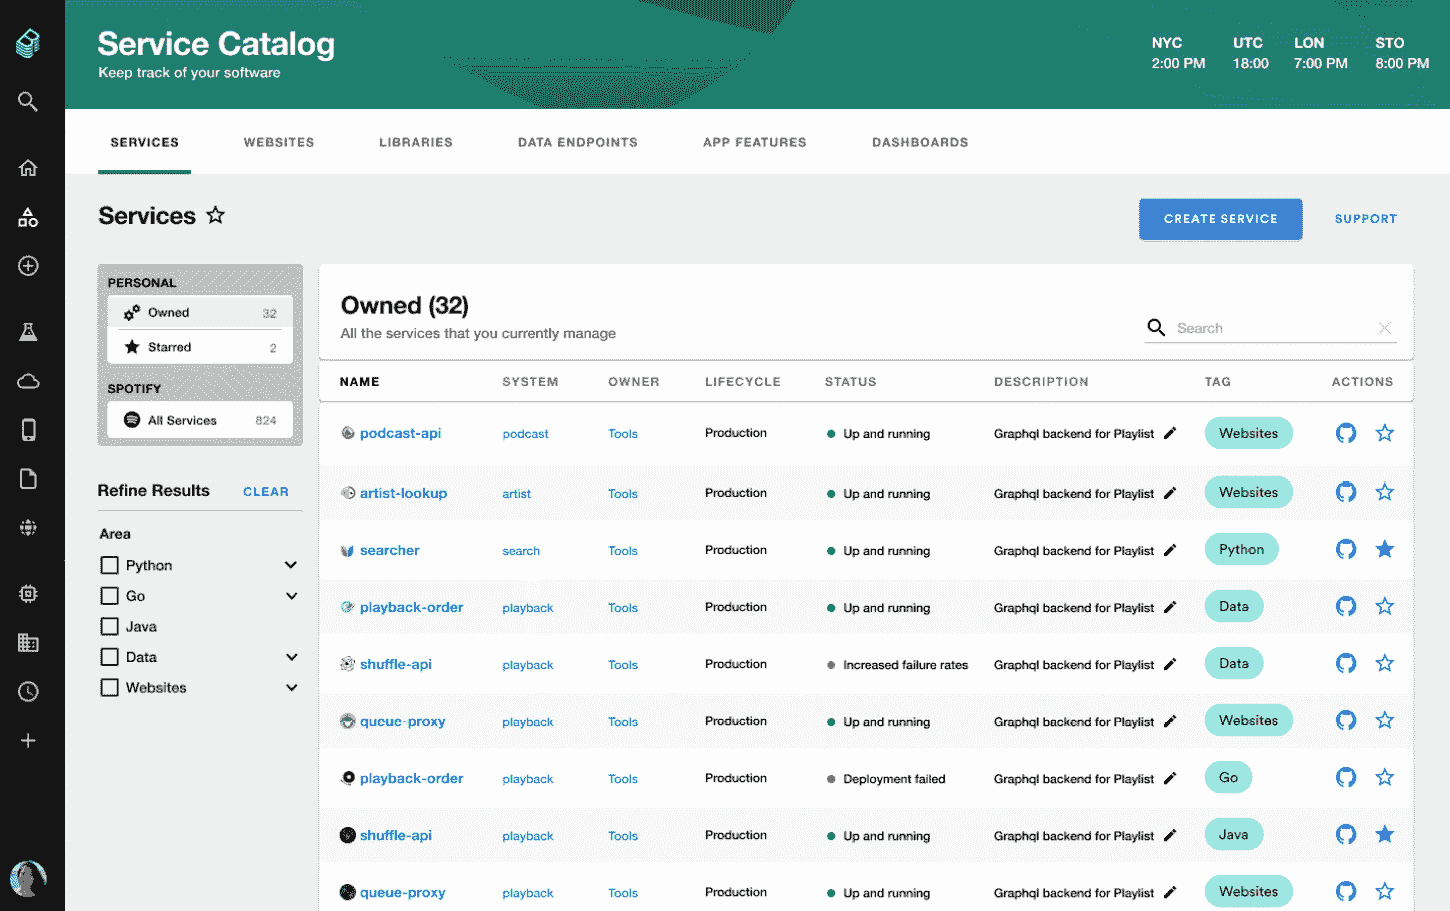 Service Catalog
Keep track of your software
NYC UTC LON STO
2:00 PM 18:00 7:00 PM 8:00 PM
SERVICES WEBSITES LIBRARIES DATA ENDPOINTS APP FEATURES DASHBOARDS
Services
CREATE SERVICE SUPPORT
PERSONAL
Owned 32
Starred 2
SPOTIFY
All Services 824
Refine Results CLEAR
Area
Python
Go
Java
Data
Websites
Owned (32)
All the services that you currently manage
Search
NAME SYSTEM OWNER LIFECYCLE STATUS DESCRIPTION TAG ACTIONS
podcast-api podcast Tools Production Up and running Graphql backend for Playlist Websites
artist-lookup artist Tools Production Up and running Graphql backend for Playlist Websites
searcher search Tools Production Up and running Graphql backend for Playlist Python
playback-order playback Tools Production Up and running Graphql backend for Playlist Data
shuffle-api playback Tools Production Increased failure rates Graphql backend for Playlist Data
queue-proxy playback Tools Production Up and running Graphql backend for Playlist Websites
playback-order playback Tools Production Deployment failed Graphql backend for Playlist Go
shuffle-api playback Tools Production Up and running Graphql backend for Playlist Java
queue-proxy playback Tools Production Up and running Graphql backend for Playlist Websites